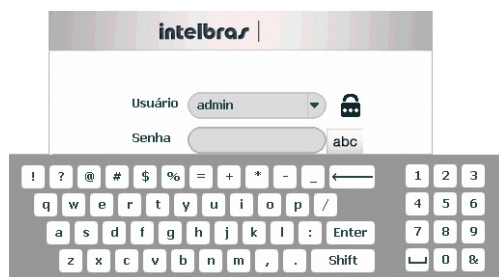 intelbras
Usuário admin
Senha abc
! ? @ # $ % = + * - _ 1 2 3
q w e r t y u i o p / 4 5 6
a s d f g h j k l : Enter 7 8 9
z x c v b n m , . Shift 0 &